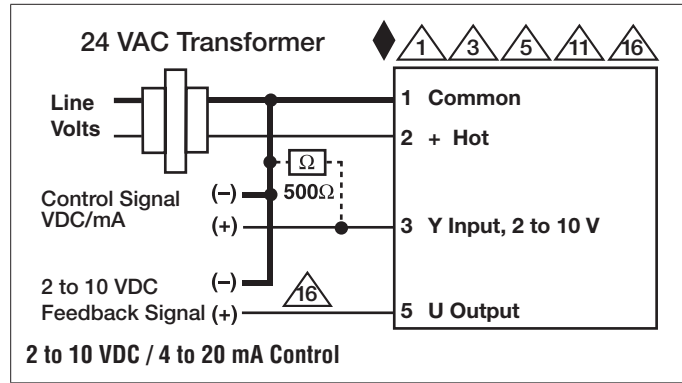 24 VAC Transformer
1 3 5 11 16
Line
Volts
1 Common
2 + Hot
Ω
500Ω
Control Signal (–)
VDC/mA (+)
3 Y Input, 2 to 10 V
2 to 10 VDC (–)
Feedback Signal (+)
16
5 U Output
2 to 10 VDC / 4 to 20 mA Control